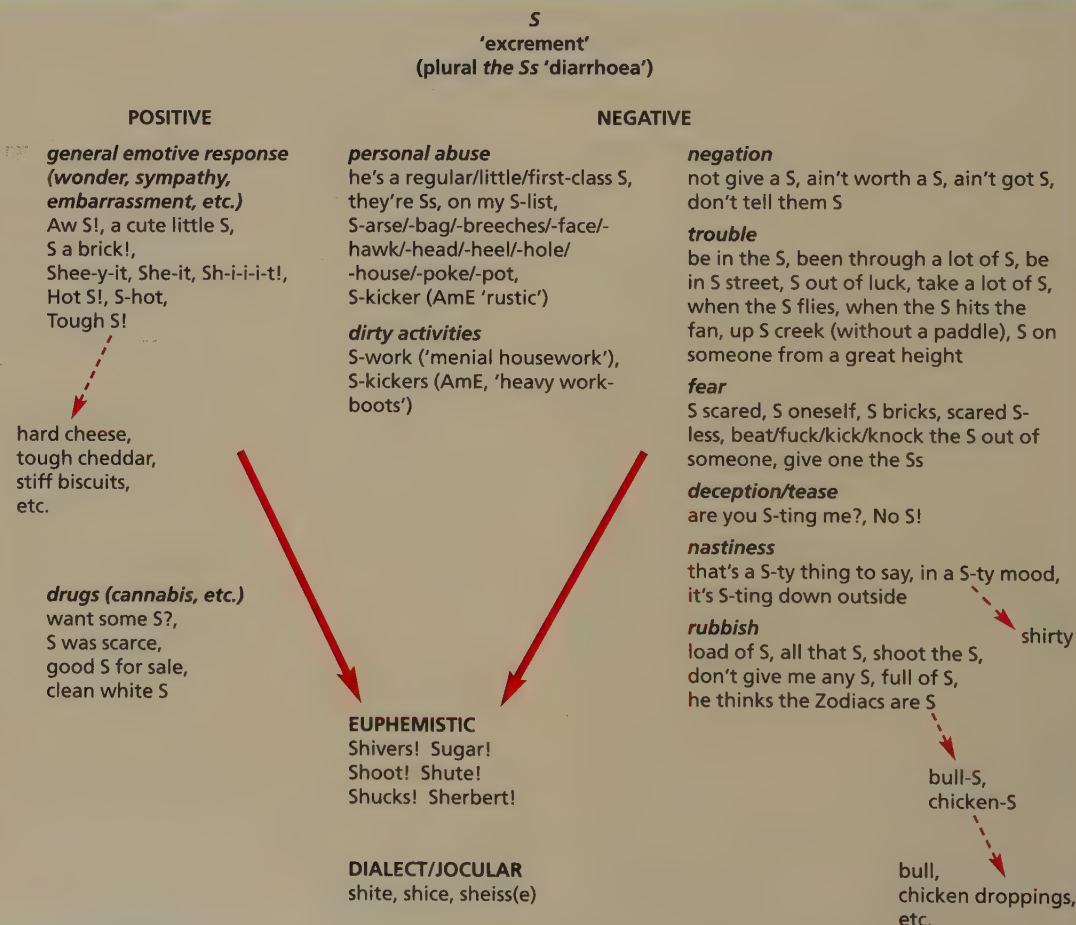 S
'excrement'
(plural the Ss 'diarrhoea')
POSITIVE
general emotive response
(wonder, sympathy,
embarrassment, etc.)
Aw S!, a cute little S,
S a brick!,
Shee-y-it, She-it, Sh-i-i-i-t!,
Hot S!, S-hot,
Tough S!
hard cheese,
tough cheddar,
stiff biscuits,
etc.
drugs (cannabis, etc.)
want some S?,
S was scarce,
good S for sale,
clean white S
NEGATIVE
personal abuse
he's a regular/little/first-class S,
they're Ss, on my S-list,
S-arse/-bag/-breeches/-face/-
hawk/-head/-heel/-hole/
-house/-poke/-pot,
S-kicker (AmE 'rustic')
dirty activities
S-work ('menial housework'),
S-kickers (AmE, 'heavy work-
boots')
negation
not give a S, ain't worth a S, ain't got S,
don't tell them S
trouble
be in the S, been through a lot of S, be
in S street, S out of luck, take a lot of S,
when the S flies, when the S hits the
fan, up S creek (without a paddle), S on
someone from a great height
fear
S scared, S oneself, S bricks, scared S-
less, beat/fuck/kick/knock the S out of
someone, give one the Ss
deception/tease
are you S-ting me?, No S!
nastiness
that's a S-ty thing to say, in a S-ty mood,
it's S-ting down outside
shirty
rubbish
load of S, all that S, shoot the S,
don't give me any S, full of S,
he thinks the Zodiacs are S
bull-S,
chicken-S
bull,
chicken droppings,
etc.
EUPHEMISTIC
Shivers! Sugar!
Shoot! Shute!
Shucks! Sherbert!
DIALECT/JOCULAR
shite, shice, sheiss(e)